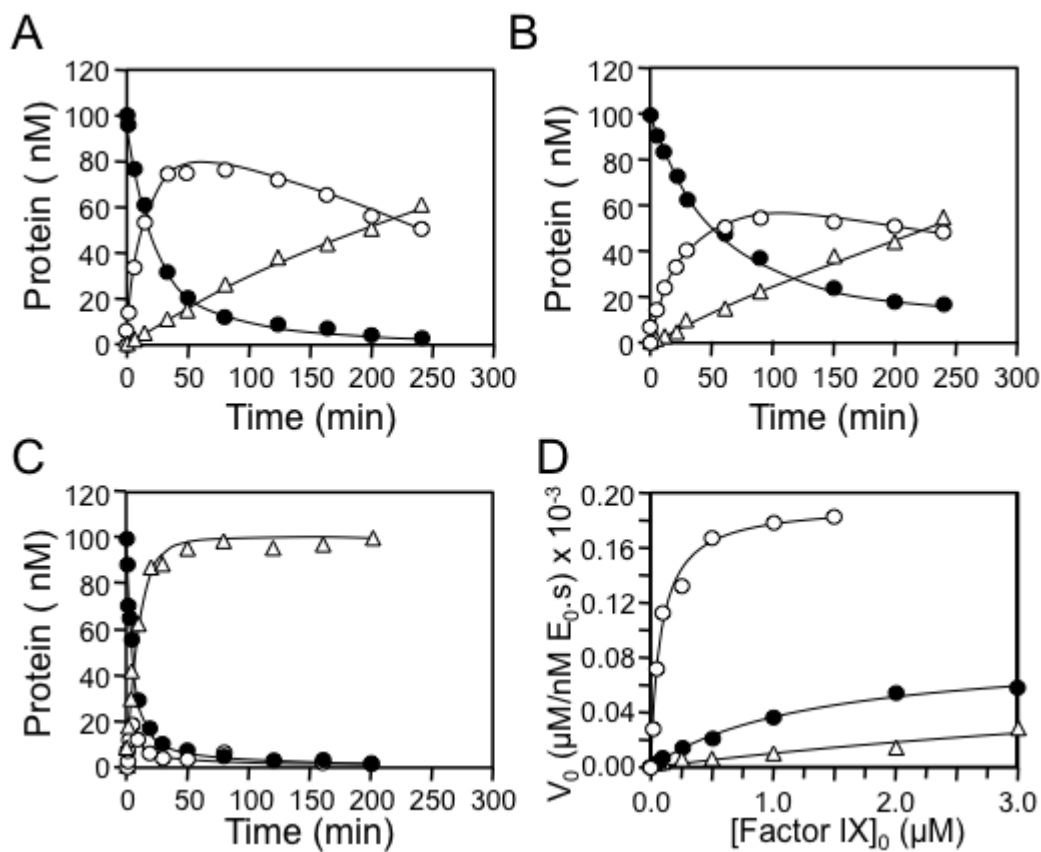 A
Protein ( nM)
120
100
80
60
40
20
0
0 50 100 150 200 250 300
Time (min)
B
Protein ( nM)
120
100
80
60
40
20
0
0 50 100 150 200 250 300
Time (min)
C
Protein ( nM)
120
100
80
60
40
20
0
0 50 100 150 200 250 300
Time (min)
D
V₀ (µM/nM E₀.s) x 10⁻³
0.20
0.16
0.12
0.08
0.04
0.00
0.0 1.0 2.0 3.0
[Factor IX]₀ (µM)